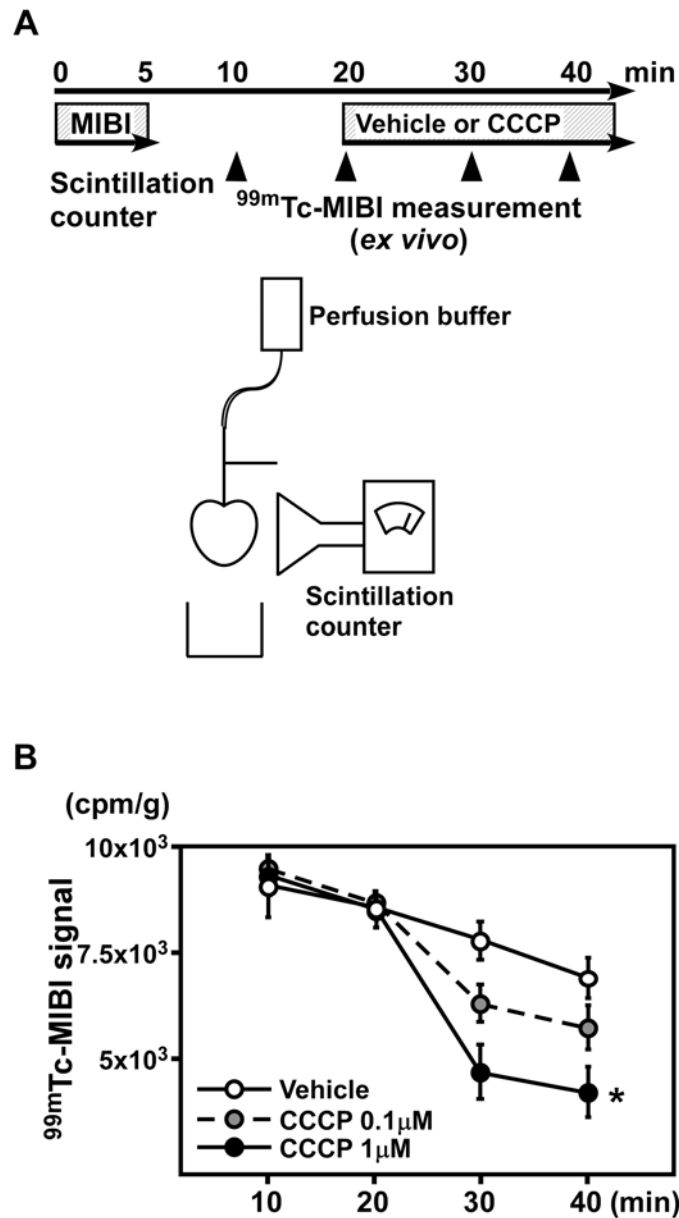 A
0 5 10 20 30 40 min
MIBI Vehicle or CCCP
Scintillation
counter
99mTc-MIBI measurement
(ex vivo)
Perfusion buffer
Scintillation
counter
B
(cpm/g)
10x10³
7.5x10³
5x10³
99mTc-MIBI signal
Vehicle
CCCP 0.1μM
CCCP 1μM
*
10 20 30 40 (min)